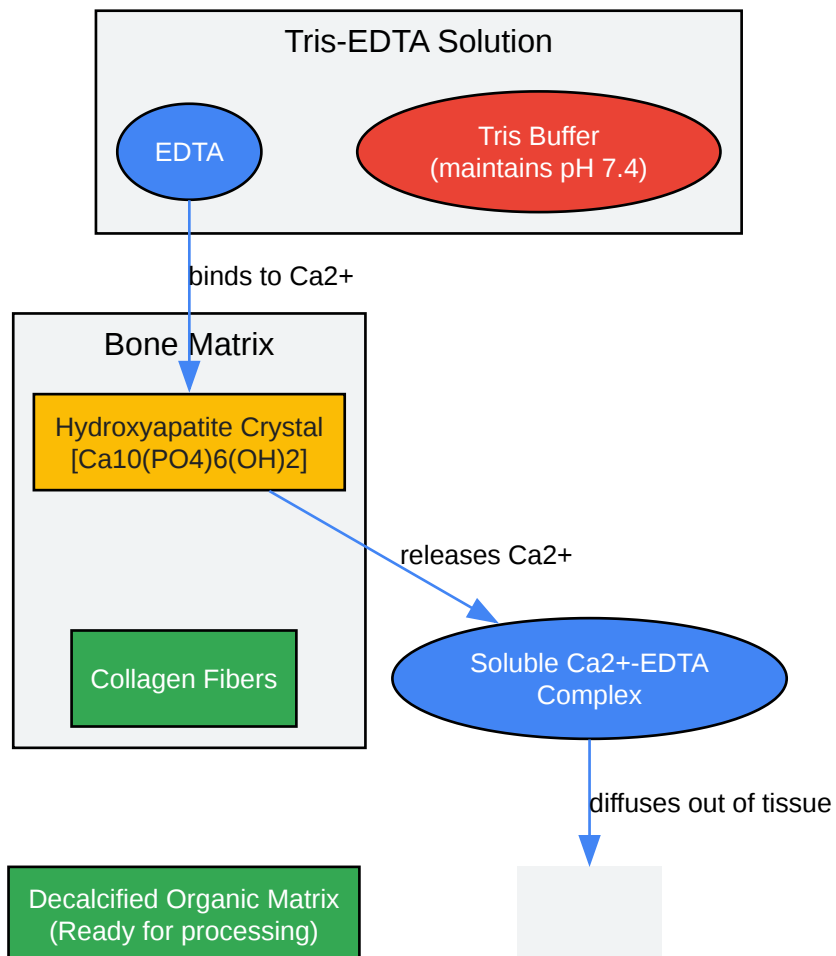 Tris-EDTA Solution
EDTA
Tris Buffer
(maintains pH 7.4)
binds to Ca2+
Bone Matrix
Hydroxyapatite Crystal
[Ca10(PO4)6(OH)2]
releases Ca2+
Collagen Fibers
Soluble Ca2+-EDTA
Complex
diffuses out of tissue
Decalcified Organic Matrix
(Ready for processing)